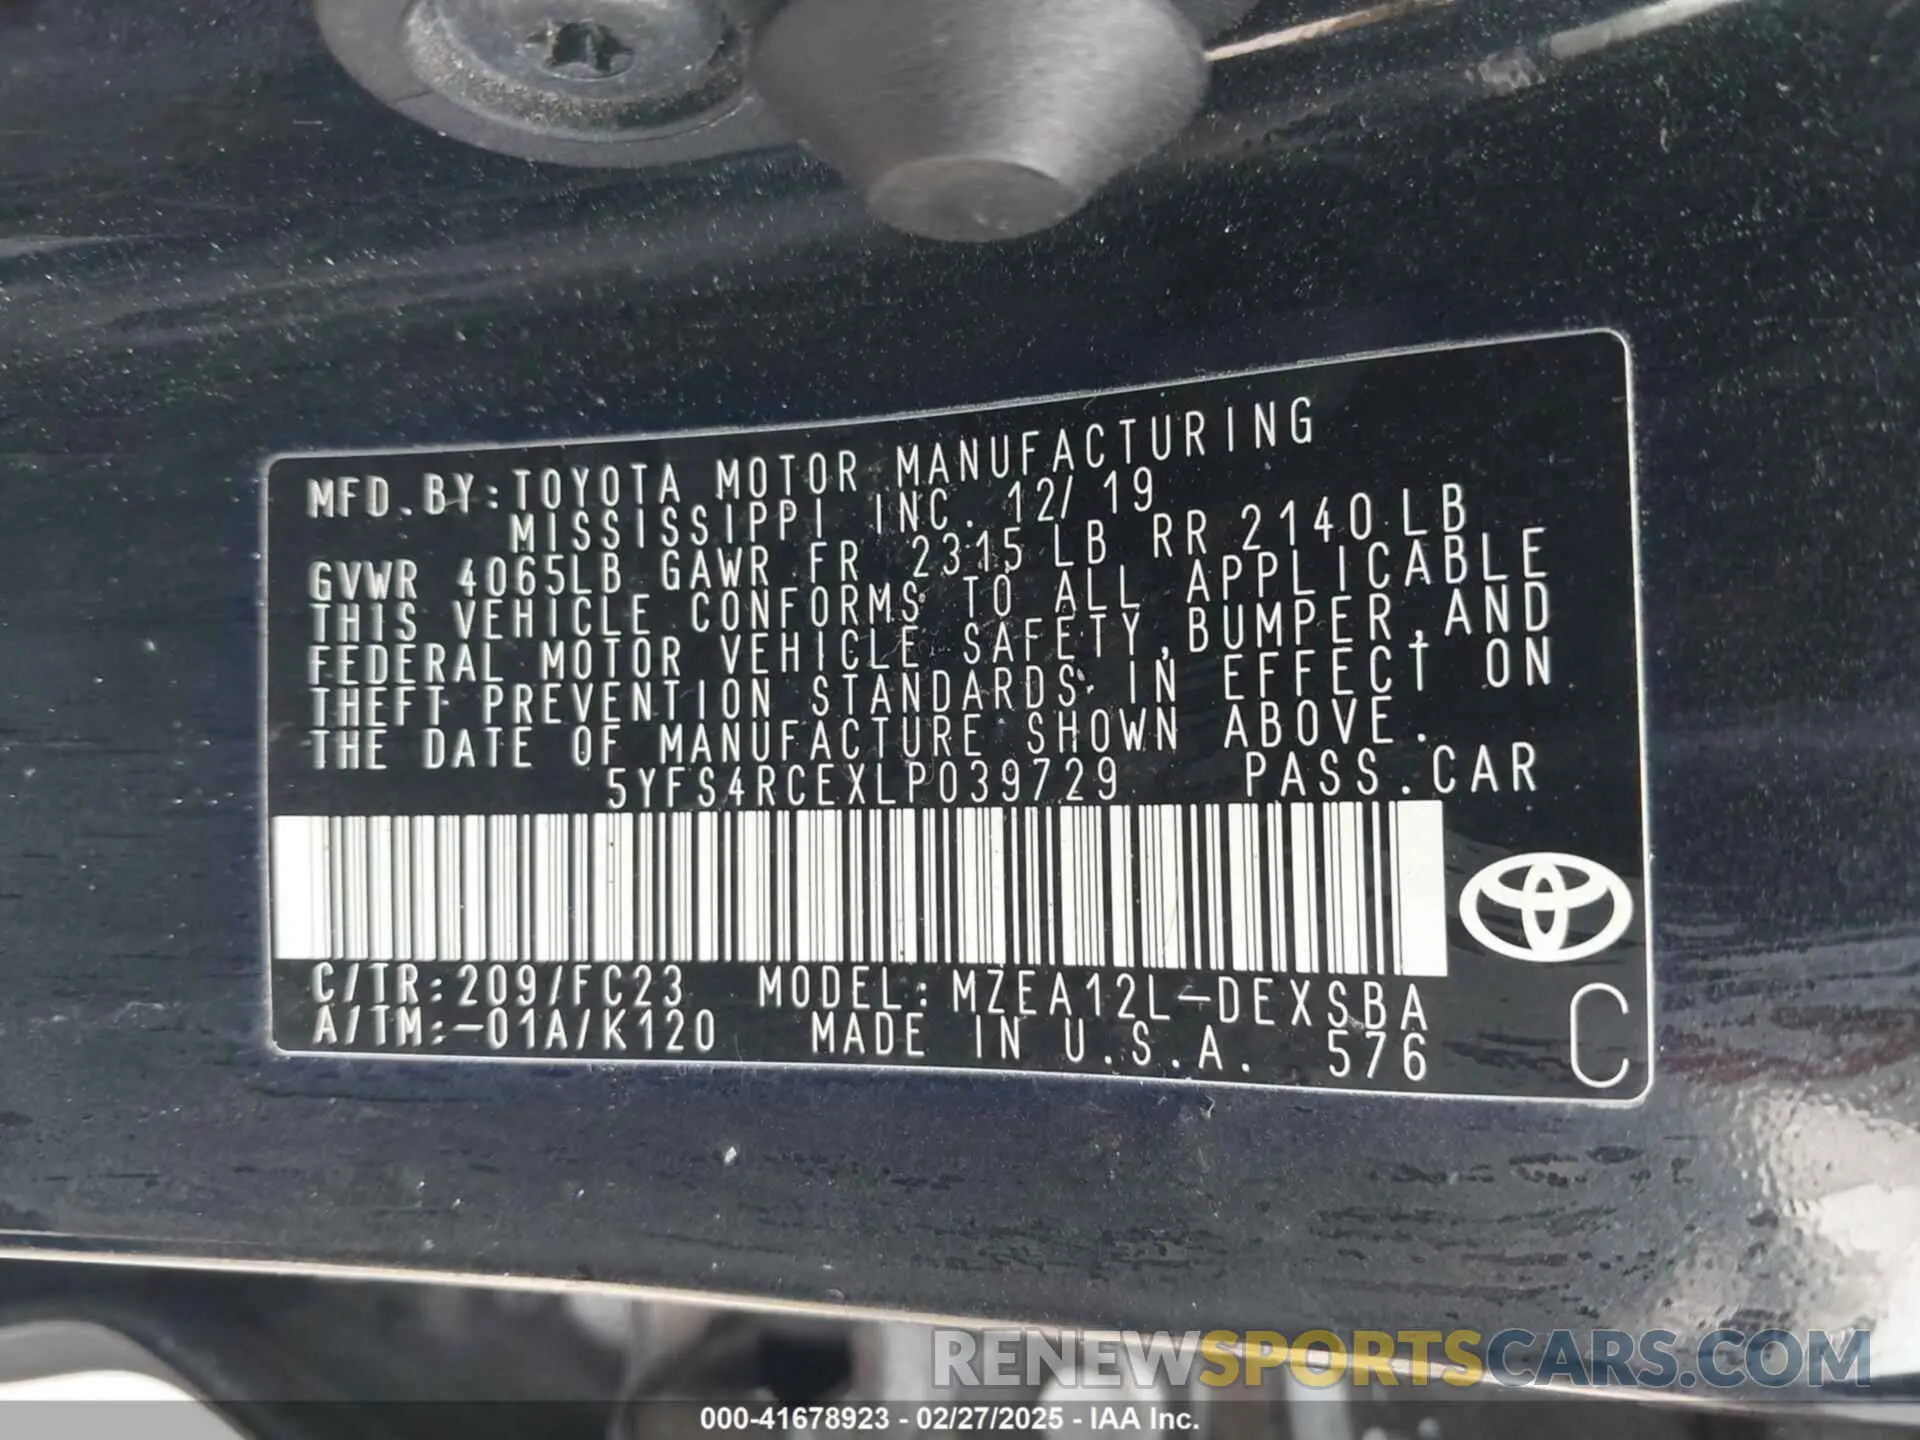 MFD.BY:TOYOTA MOTOR MANUFACTURING
MISSISSIPPI INC. 12/19
GVWR 4065LB GAWR FR 2315LB RR 2140LB
THIS VEHICLE CONFORMS TO ALL APPLICABLE
FEDERAL MOTOR VEHICLE SAFETY,BUMPER,AND
THEFT PREVENTION STANDARDS IN EFFECT ON
THE DATE OF MANUFACTURE SHOWN ABOVE.
5YFS4RCEXLP039729 PASS.CAR
C/TR:209/FC23 MODEL:MZEA12L-DEXSBA
A/TM:-01A/K120 MADE IN U.S.A. 576
C
RENEWSPORTSCARS.COM
000-41678923 - 02/27/2025 - IAA Inc.